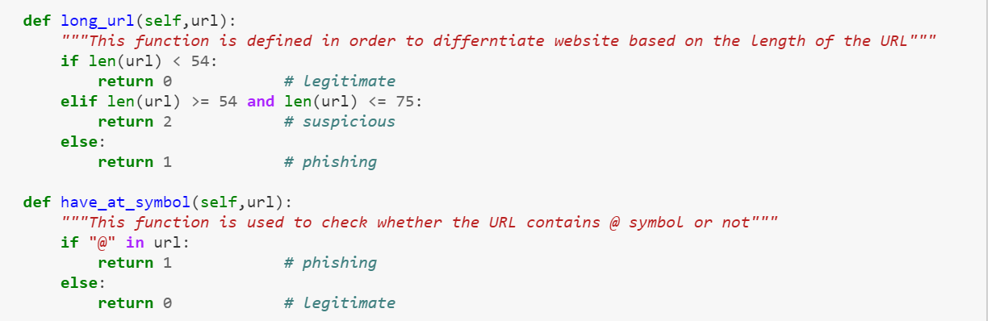 def long_url(self,url):
    """This function is defined in order to differntiate website based on the length of the URL"""
    if len(url) < 54:
        return 0            # legitimate
    elif len(url) >= 54 and len(url) <= 75:
        return 2            # suspicious
    else:
        return 1            # phishing

def have_at_symbol(self,url):
    """This function is used to check whether the URL contains @ symbol or not"""
    if "@" in url:
        return 1            # phishing
    else:
        return 0            # legitimate